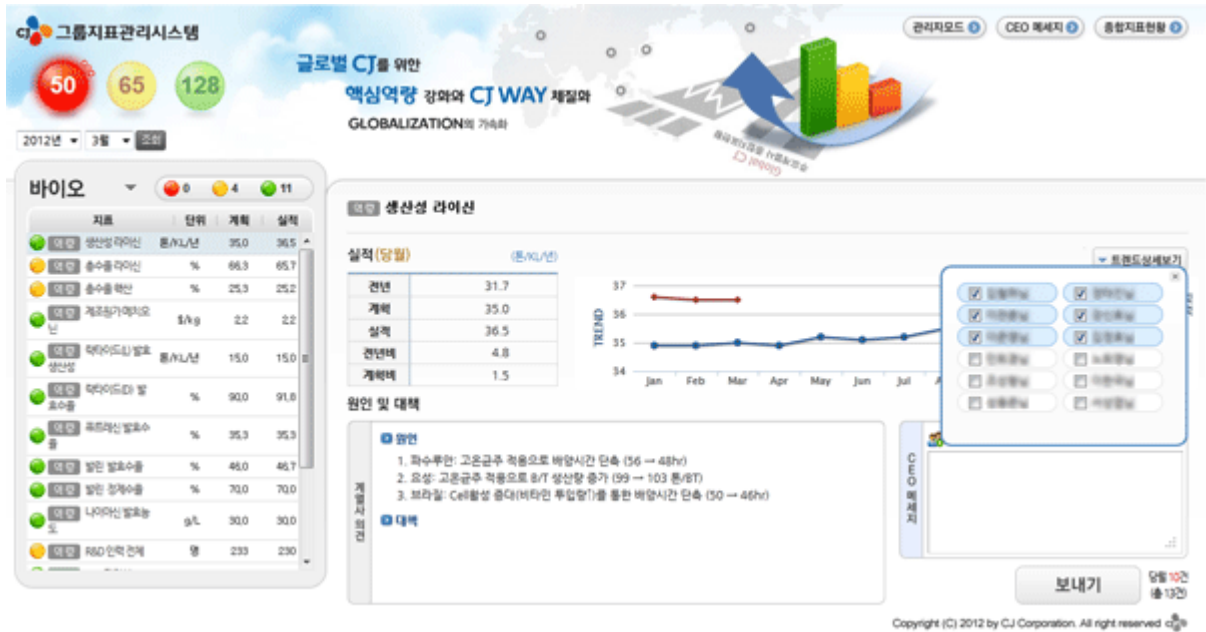 CJ 그룹지표관리시스템
관리자모드
CEO 메세지
종합지표현황
50 65 128
글로벌 CJ를 위한
핵심역량 강화와 CJ WAY 체질화
GLOBALIZATION의 가속화
Global CJ
2012년 3월 조회
바이오 0 4 11
지표 단위 계획 실적
역량 생산성 라이신 톤/KL/년 35.0 36.5
역량 총수율 라이신 % 66.3 65.7
역량 총수율 핵산 % 25.3 25.2
역량 제조원가 메치오닌 $/kg 2.2 2.2
역량 락타이드(L) 발효생산성 톤/KL/년 15.0 15.0
역량 락타이드(D) 발효수율 % 90.0 91.8
역량 퓨트레신 발효수율 % 35.3 35.3
역량 발린 발효수율 % 46.0 46.7
역량 발린 정제수율 % 70.0 70.0
역량 나이아신 발효농도 g/L 30.0 30.0
역량 R&D 인력 전체 명 233 230
역량 생산성 라이신
실적(당월) (톤/KL/년)
전년 31.7
계획 35.0
실적 36.5
전년비 4.8
계획비 1.5
트렌드상세보기
TREND
37
36
35
34
Jan Feb Mar Apr May Jun Jul A
원인 및 대책
계열사 의견
원인
1. 파수루안: 고온균주 적용으로 배양시간 단축 (56 → 48hr)
2. 요성: 고온균주 적용으로 B/T 생산량 증가 (99 → 103 톤/BT)
3. 브라질: Cell활성 증대(비타민 투입량↑)를 통한 배양시간 단축 (50 → 46hr)
대책
CEO 메세지
보내기
당월 10건
(총 13건)
Copyright (C) 2012 by CJ Corporation. All right reserved